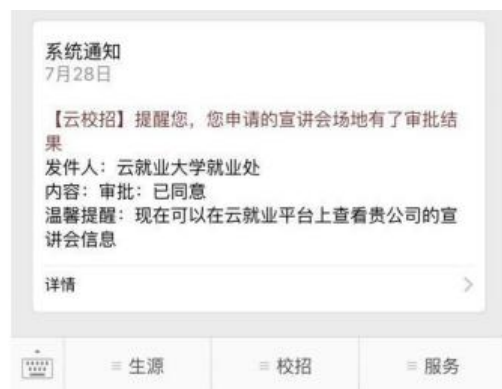 系统通知
7月28日
【云校招】提醒您，您申请的宣讲会场地有了审批结
果
发件人：云就业大学就业处
内容：审批：已同意
温馨提醒：现在可以在云就业平台上查看贵公司的宣
讲会信息
详情
生源 校招 服务